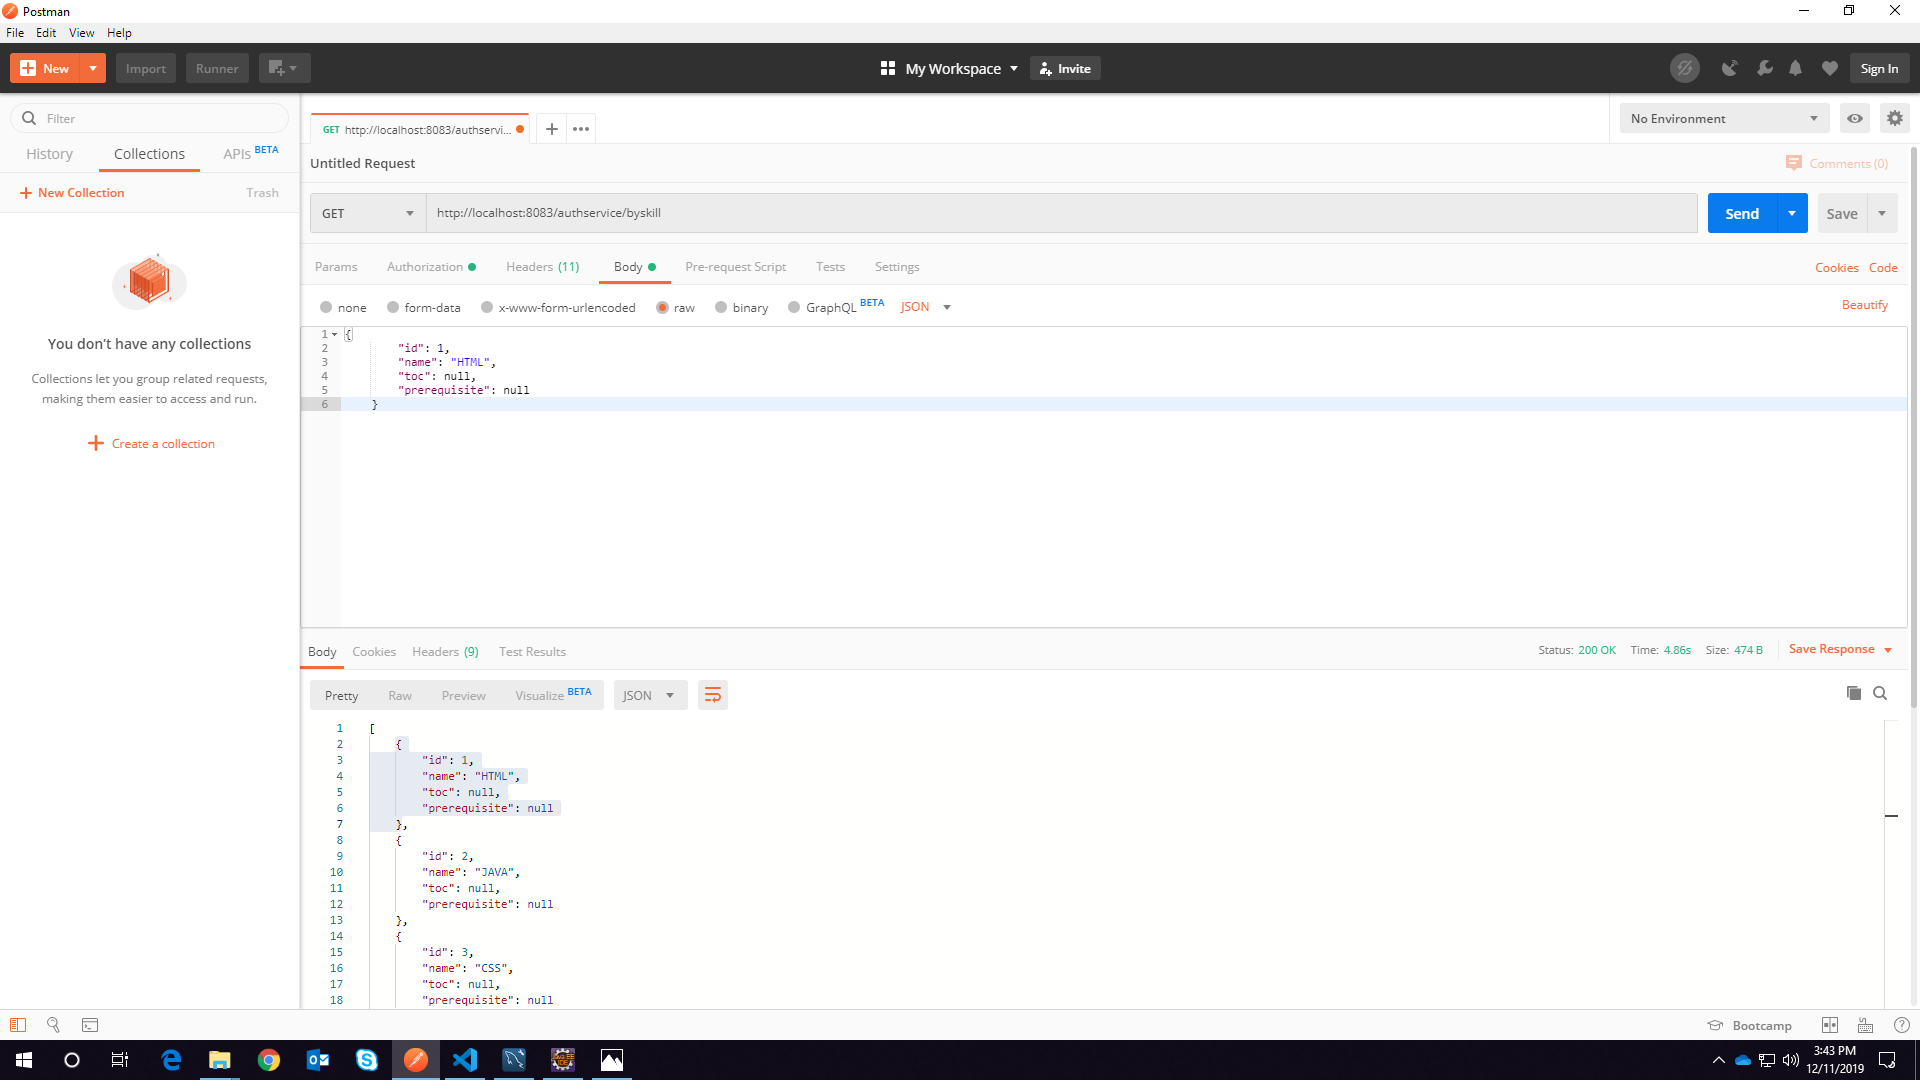 Postman
File Edit View Help
New Import Runner My Workspace Invite Sign In
Filter
History Collections APIs BETA
New Collection Trash
You don't have any collections
Collections let you group related requests,
making them easier to access and run.
Create a collection
GET http://localhost:8083/authservi...
No Environment
Untitled Request
Comments (0)
GET http://localhost:8083/authservice/byskill Send Save
Params Authorization Headers (11) Body Pre-request Script Tests Settings Cookies Code
none form-data x-www-form-urlencoded raw binary GraphQL BETA JSON Beautify
1 {
2 "id": 1,
3 "name": "HTML",
4 "toc": null,
5 "prerequisite": null
6 }
Body Cookies Headers (9) Test Results Status: 200 OK Time: 4.86s Size: 474 B Save Response
Pretty Raw Preview Visualize BETA JSON
1 [
2 {
3 "id": 1,
4 "name": "HTML",
5 "toc": null,
6 "prerequisite": null
7 },
8 {
9 "id": 2,
10 "name": "JAVA",
11 "toc": null,
12 "prerequisite": null
13 },
14 {
15 "id": 3,
16 "name": "CSS",
17 "toc": null,
18 "prerequisite": null
Bootcamp
3:43 PM
12/11/2019